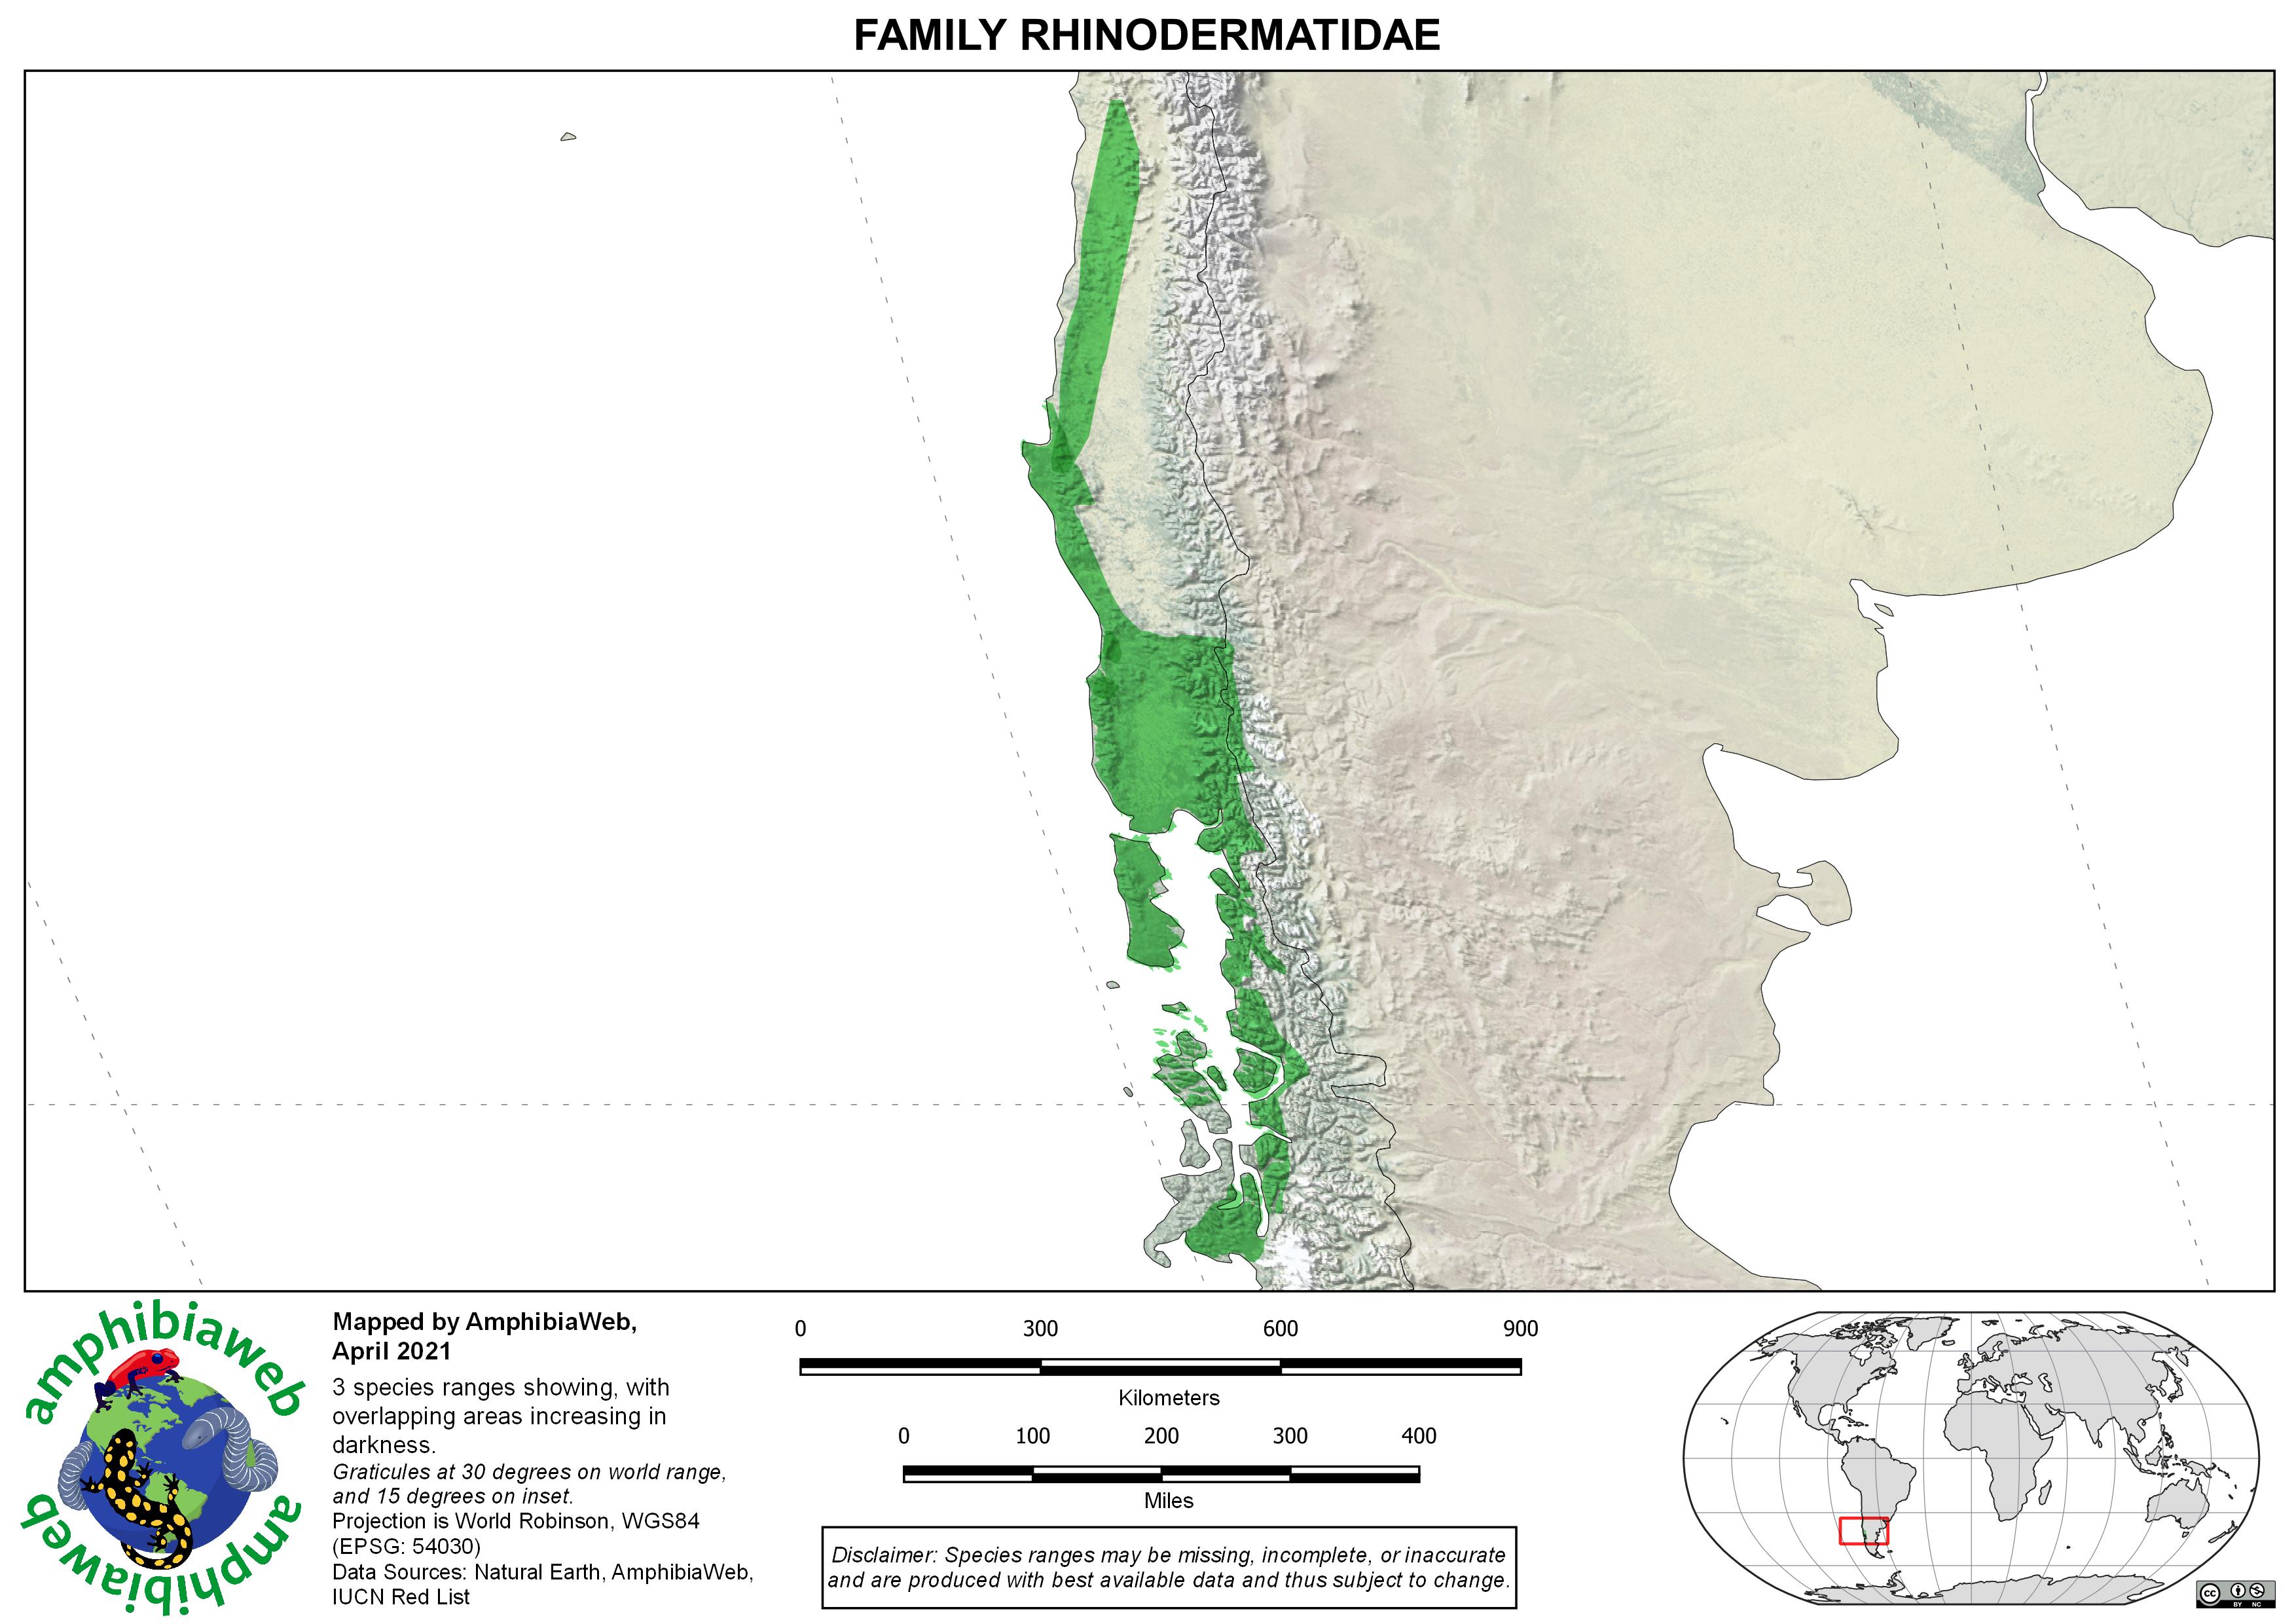 FAMILY RHINODERMATIDAE
amphibiaweb
amphibiaweb
Mapped by AmphibiaWeb,
April 2021
3 species ranges showing, with
overlapping areas increasing in
darkness.
Graticules at 30 degrees on world range,
and 15 degrees on inset.
Projection is World Robinson, WGS84
(EPSG: 54030)
Data Sources: Natural Earth, AmphibiaWeb,
IUCN Red List
0 300 600 900
Kilometers
0 100 200 300 400
Miles
Disclaimer: Species ranges may be missing, incomplete, or inaccurate
and are produced with best available data and thus subject to change.
cc
BY NC